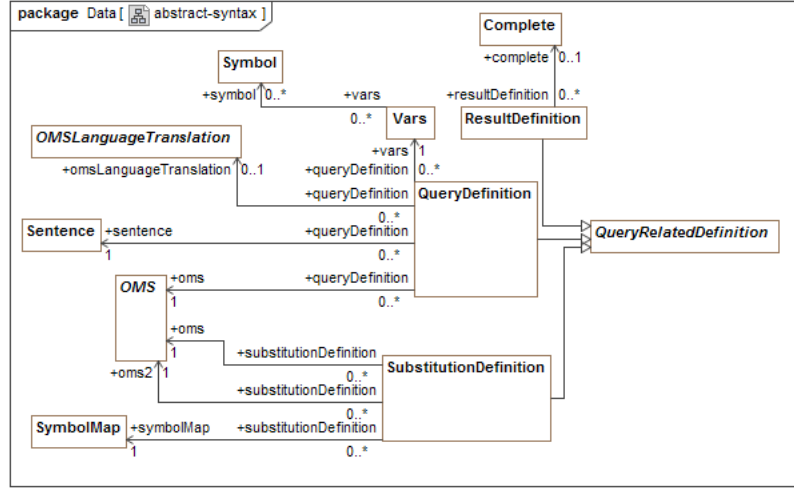 package Data [ abstract-syntax ]
Complete
+complete 0..1
Symbol
+symbol 0..* +vars 0..*
+resultDefinition 0..*
Vars
ResultDefinition
OMSLanguageTranslation
+vars 1
+omsLanguageTranslation 0..1
+queryDefinition 0..*
+queryDefinition 0..*
QueryDefinition
Sentence
+sentence 1
+queryDefinition 0..*
QueryRelatedDefinition
OMS
+oms 1
+queryDefinition 0..*
+oms 1
+substitutionDefinition 0..*
SubstitutionDefinition
+oms2 1
+substitutionDefinition 0..*
SymbolMap
+symbolMap 1
+substitutionDefinition 0..*